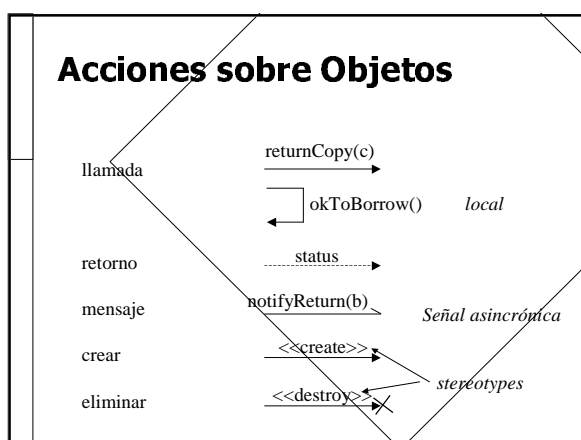 Acciones sobre Objetos
llamada
returnCopy(c)
okToBorrow()
local
retorno
status
mensaje
notifyReturn(b)
Señal asincrónica
crear
<<create>>
stereotypes
eliminar
<<destroy>>